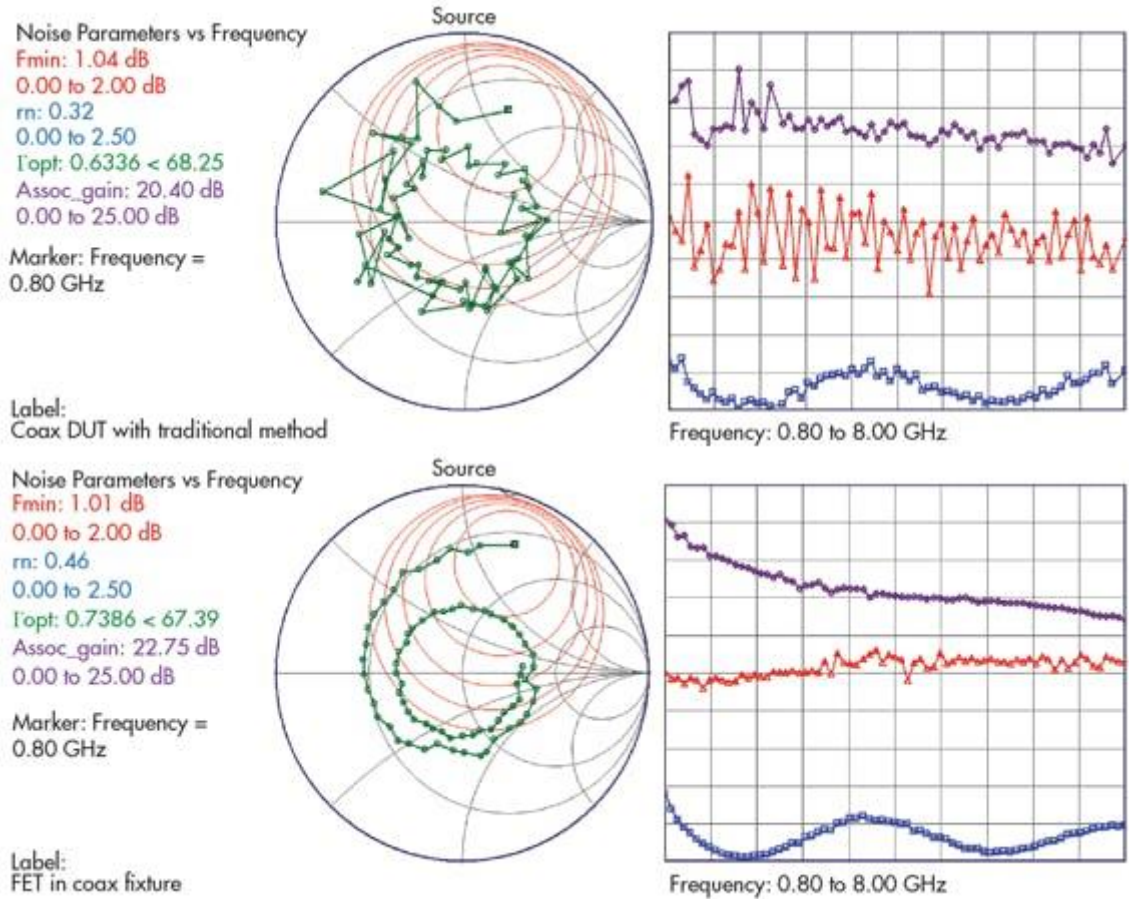 Noise Parameters vs Frequency
Fmin: 1.04 dB
0.00 to 2.00 dB
rn: 0.32
0.00 to 2.50
Γopt: 0.6336 < 68.25
Assoc_gain: 20.40 dB
0.00 to 25.00 dB
Marker: Frequency =
0.80 GHz
Label:
Coax DUT with traditional method
Source
Frequency: 0.80 to 8.00 GHz
Noise Parameters vs Frequency
Fmin: 1.01 dB
0.00 to 2.00 dB
rn: 0.46
0.00 to 2.50
Γopt: 0.7386 < 67.39
Assoc_gain: 22.75 dB
0.00 to 25.00 dB
Marker: Frequency =
0.80 GHz
Label:
FET in coax fixture
Source
Frequency: 0.80 to 8.00 GHz